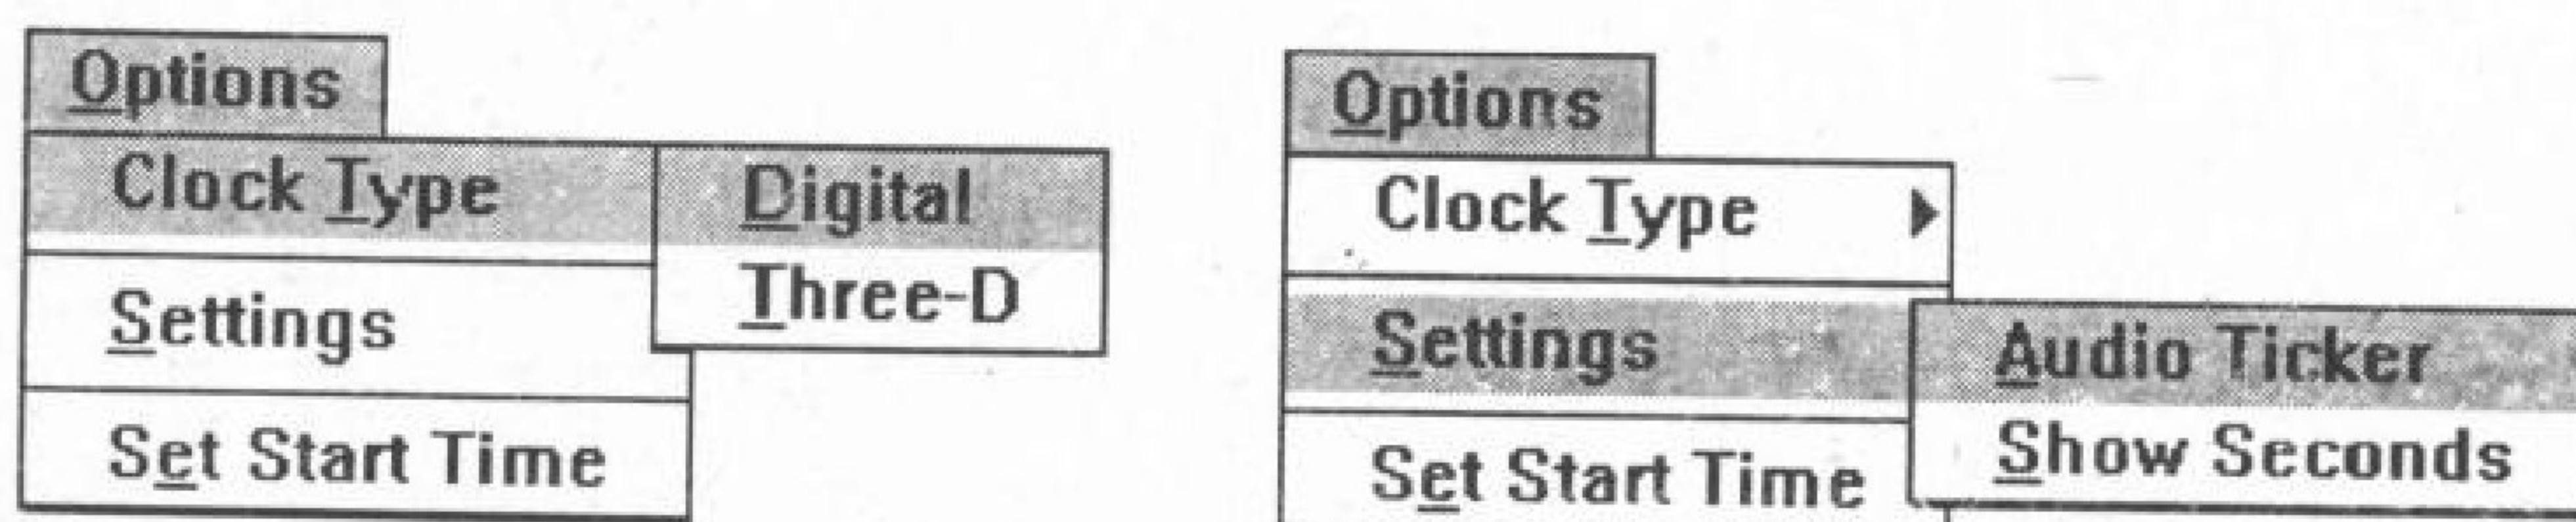 Options
Clock Type
Digital
Three-D
Settings
Set Start Time
Options
Clock Type
Settings
Audio Ticker
Show Seconds
Set Start Time